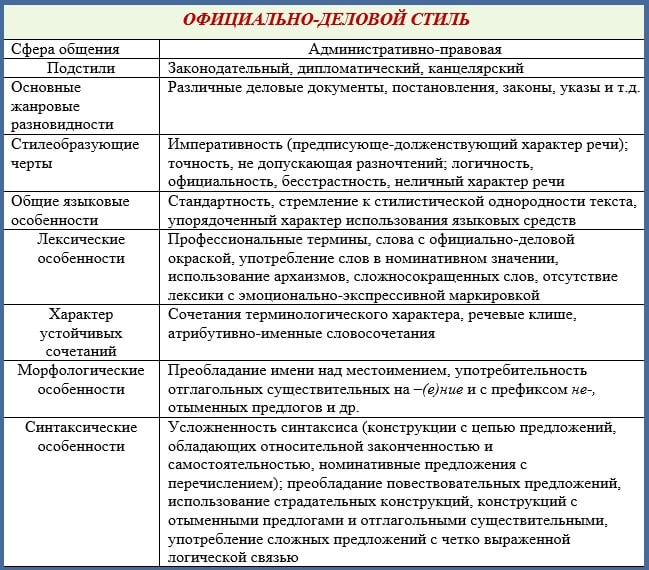 ОФИЦИАЛЬНО-ДЕЛОВОЙ СТИЛЬ
Сфера общения
Административно-правовая
Подстили
Законодательный, дипломатический, канцелярский
Основные
жанровые
разновидности
Различные деловые документы, постановления, законы, указы и т.д.
Стилеобразующие
черты
Императивность (предписующе-долженствующий характер речи);
точность, не допускающая разночтений; логичность,
официальность, бесстрастность, неличный характер речи
Общие языковые
особенности
Стандартность, стремление к стилистической однородности текста,
упорядоченный характер использования языковых средств
Лексические
особенности
Профессиональные термины, слова с официально-деловой
окраской, употребление слов в номинативном значении,
использование архаизмов, сложносокращенных слов, отсутствие
лексики с эмоционально-экспрессивной маркировкой
Характер
устойчивых
сочетаний
Сочетания терминологического характера, речевые клише,
атрибутивно-именные словосочетания
Морфологические
особенности
Преобладание имени над местоимением, употребительность
отглагольных существительных на –(е)ние и с префиксом не-,
отыменных предлогов и др.
Синтаксические
особенности
Усложненность синтаксиса (конструкции с цепью предложений,
обладающих относительной законченностью и
самостоятельностью, номинативные предложения с
перечислением); преобладание повествовательных предложений,
использование страдательных конструкций, конструкций с
отыменными предлогами и отглагольными существительными,
употребление сложных предложений с четко выраженной
логической связью